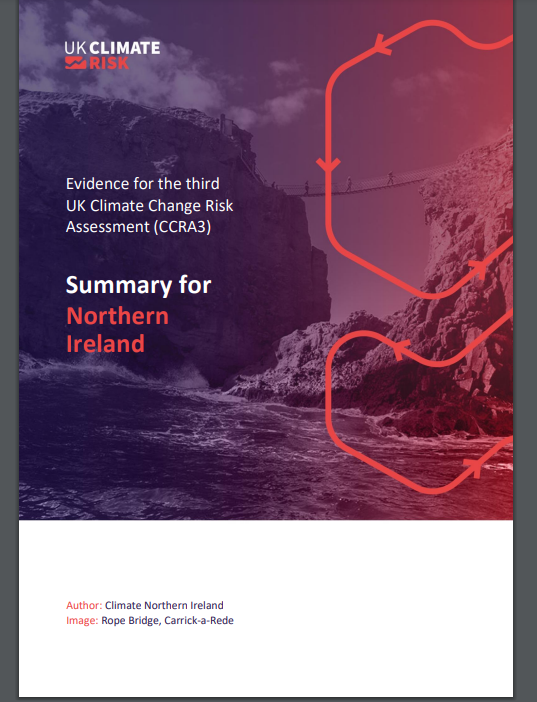 UK CLIMATE
RISK
Evidence for the third
UK Climate Change Risk
Assessment (CCRA3)
Summary for
Northern
Ireland
Author: Climate Northern Ireland
Image: Rope Bridge, Carrick-a-Rede